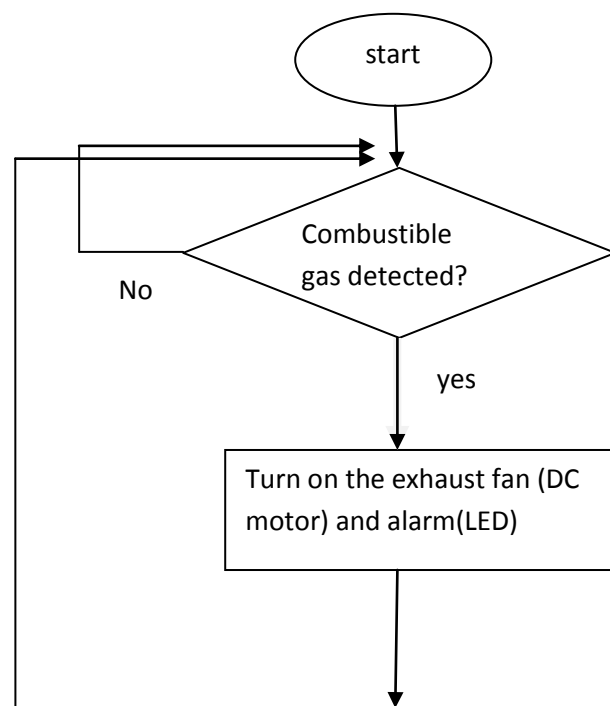 start
Combustible
gas detected?
No
yes
Turn on the exhaust fan (DC
motor) and alarm(LED)